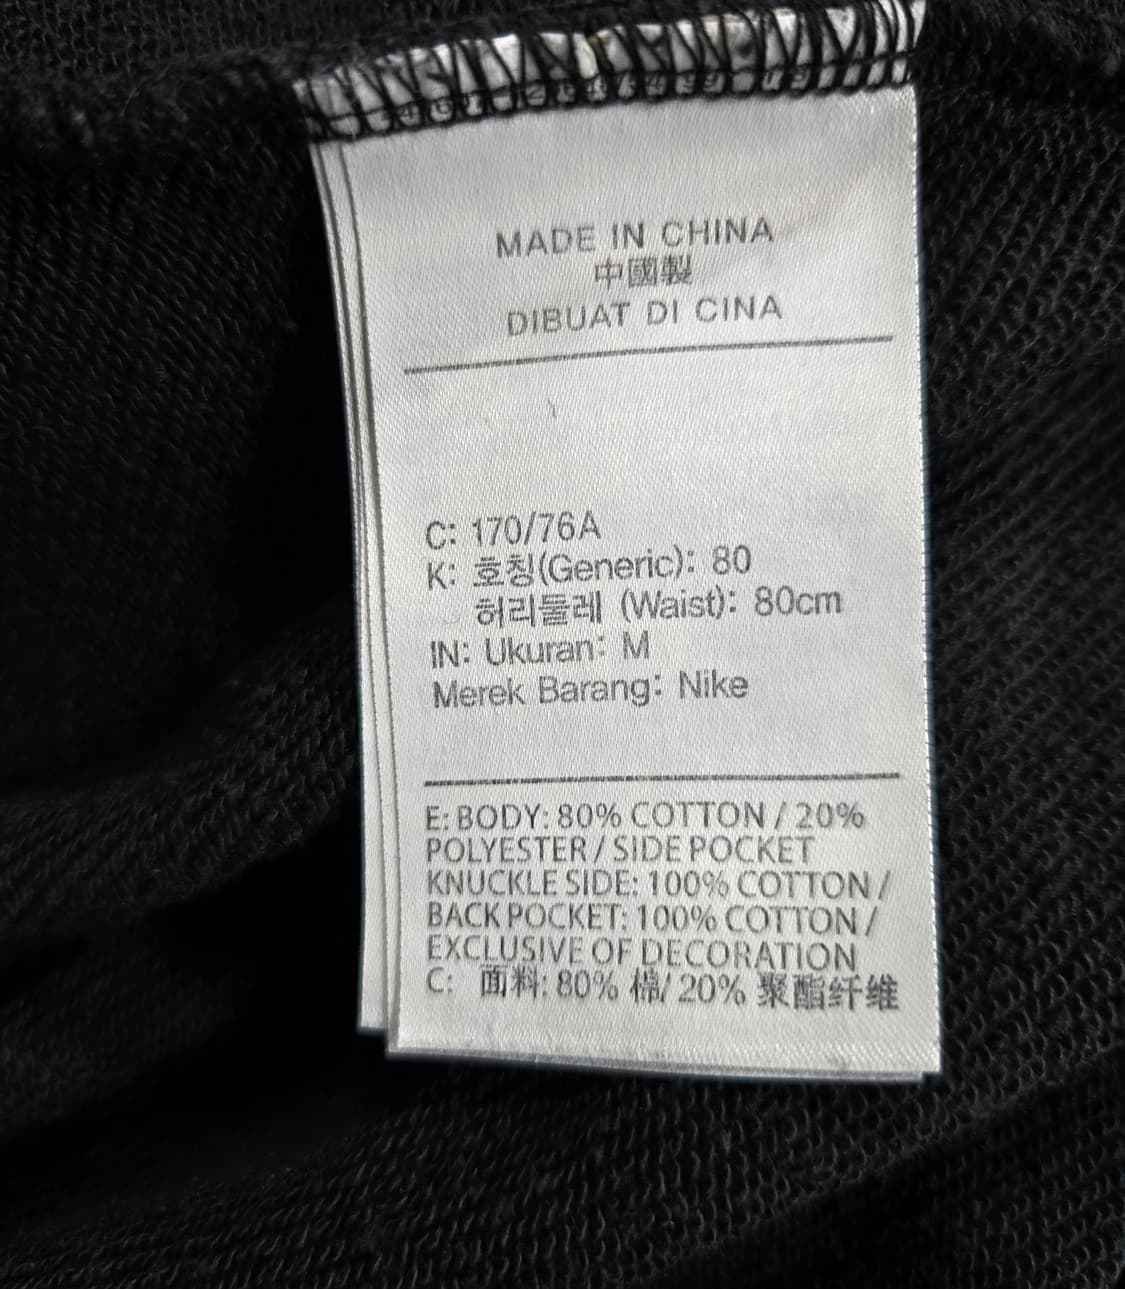 MADE IN CHINA
中國製
DIBUAT DI CINA
C: 170/76A
K: 호칭(Generic): 80
허리둘레 (Waist): 80cm
IN: Ukuran: M
Merek Barang: Nike
E: BODY: 80% COTTON / 20%
POLYESTER / SIDE POCKET
KNUCKLE SIDE: 100% COTTON /
BACK POCKET: 100% COTTON /
EXCLUSIVE OF DECORATION
C: 面料: 80% 棉/ 20% 聚酯纤维